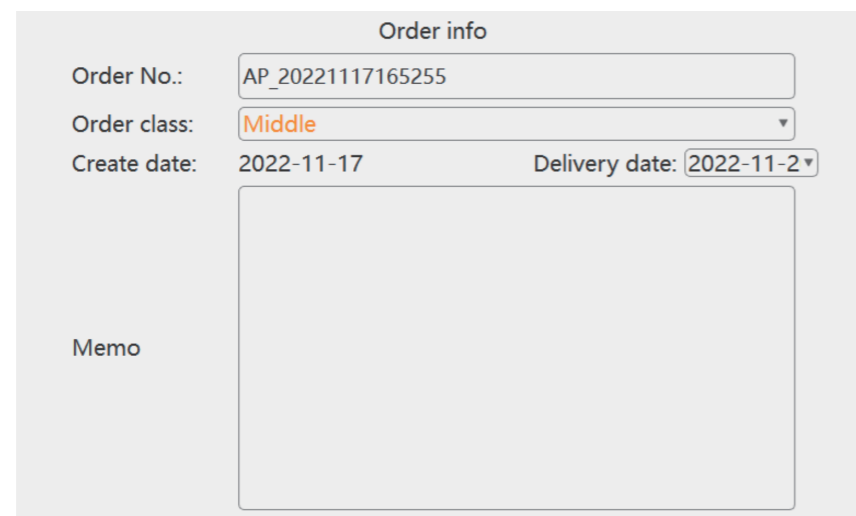 Order info
Order No.: AP_20221117165255
Order class: Middle
Create date: 2022-11-17 Delivery date: 2022-11-2
Memo